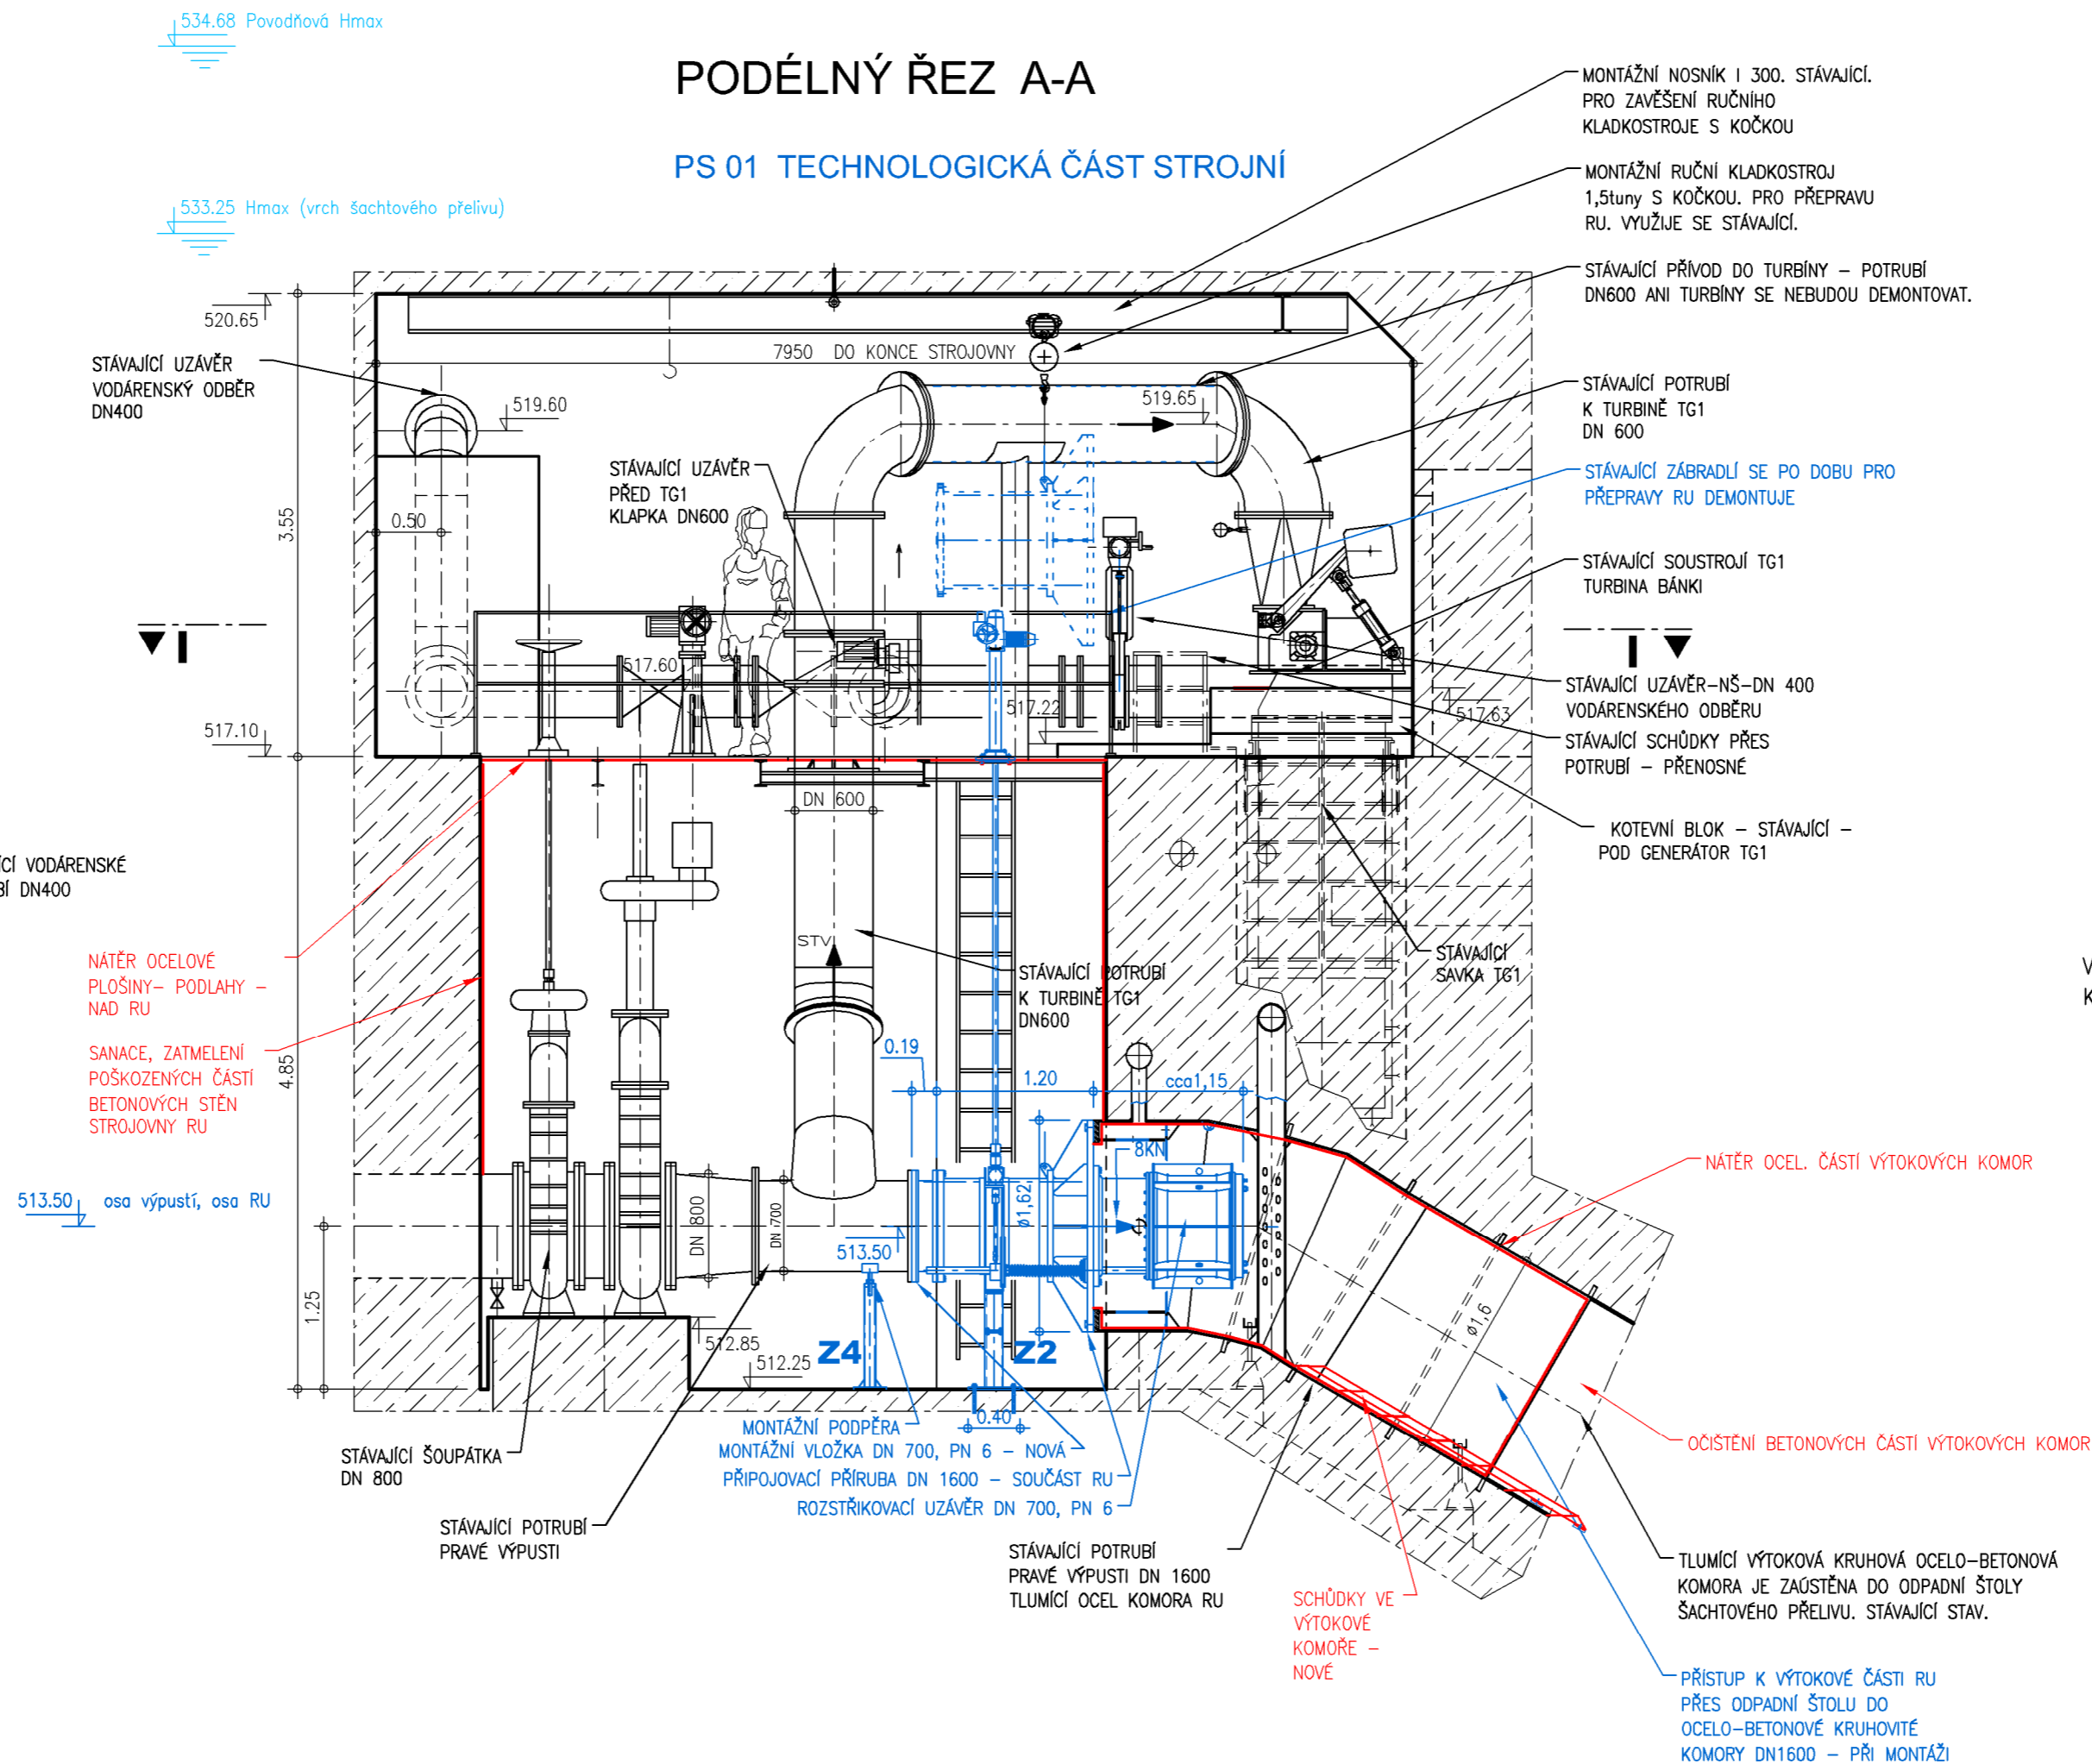 534.68 Povodňová Hmax
PODÉLNÝ ŘEZ A-A
PS 01 TECHNOLOGICKÁ ČÁST STROJNÍ
533.25 Hmax (vrch šachtového přelivu)
MONTÁŽNÍ NOSNÍK I 300. STÁVAJÍCÍ.
PRO ZAVĚŠENÍ RUČNÍHO
KLADKOSTROJE S KOČKOU
MONTÁŽNÍ RUČNÍ KLADKOSTROJ
1,5tuny S KOČKOU. PRO PŘEPRAVU
RU. VYUŽIJE SE STÁVAJÍCÍ.
STÁVAJÍCÍ PŘÍVOD DO TURBÍNY – POTRUBÍ
DN600 ANI TURBÍNY SE NEBUDOU DEMONTOVAT.
520.65
7950 DO KONCE STROJOVNY
STÁVAJÍCÍ UZÁVĚR
VODÁRENSKÝ ODBĚR
DN400
519.60
519.65
STÁVAJÍCÍ POTRUBÍ
K TURBINĚ TG1
DN 600
STÁVAJÍCÍ UZÁVĚR
PŘED TG1
KLAPKA DN600
STÁVAJÍCÍ ZÁBRADLÍ SE PO DOBU PRO
PŘEPRAVY RU DEMONTUJE
3.55
0.50
STÁVAJÍCÍ SOUSTROJÍ TG1
TURBINA BÁNKI
I
I
517.60
517.10
517.22
517.63
STÁVAJÍCÍ UZÁVĚR-NŠ-DN 400
VODÁRENSKÉHO ODBĚRU
STÁVAJÍCÍ SCHŮDKY PŘES
POTRUBÍ – PŘENOSNÉ
DN 600
KOTEVNÍ BLOK – STÁVAJÍCÍ –
POD GENERÁTOR TG1
ÍCÍ VODÁRENSKÉ
BÍ DN400
NÁTĚR OCELOVÉ
PLOŠINY– PODLAHY –
NAD RU
STV
STÁVAJÍCÍ POTRUBÍ
K TURBINĚ TG1
DN600
STÁVAJÍCÍ
SAVKA TG1
V
K
SANACE, ZATMELENÍ
POŠKOZENÝCH ČÁSTÍ
BETONOVÝCH STĚN
STROJOVNY RU
4.85
0.19
1.20
cca1,15
8KN
NÁTĚR OCEL. ČÁSTÍ VÝTOKOVÝCH KOMOR
513.50 osa výpustí, osa RU
DN 800
DN 700
ø1,62
513.50
1.25
512.85
512.25
Z4
Z2
ø1,6
0.40
MONTÁŽNÍ PODPĚRA
MONTÁŽNÍ VLOŽKA DN 700, PN 6 – NOVÁ
PŘIPOJOVACÍ PŘÍRUBA DN 1600 – SOUČÁST RU
ROZSTŘIKOVACÍ UZÁVĚR DN 700, PN 6
OČIŠTĚNÍ BETONOVÝCH ČÁSTÍ VÝTOKOVÝCH KOMOR
STÁVAJÍCÍ ŠOUPÁTKA
DN 800
STÁVAJÍCÍ POTRUBÍ
PRAVÉ VÝPUSTI
STÁVAJÍCÍ POTRUBÍ
PRAVÉ VÝPUSTI DN 1600
TLUMÍCÍ OCEL KOMORA RU
TLUMÍCÍ VÝTOKOVÁ KRUHOVÁ OCELO-BETONOVÁ
KOMORA JE ZAÚSTĚNA DO ODPADNÍ ŠTOLY
ŠACHTOVÉHO PŘELIVU. STÁVAJÍCÍ STAV.
SCHŮDKY VE
VÝTOKOVÉ
KOMOŘE –
NOVÉ
PŘÍSTUP K VÝTOKOVÉ ČÁSTI RU
PŘES ODPADNÍ ŠTOLU DO
OCELO-BETONOVÉ KRUHOVITÉ
KOMORY DN1600 – PŘI MONTÁŽI